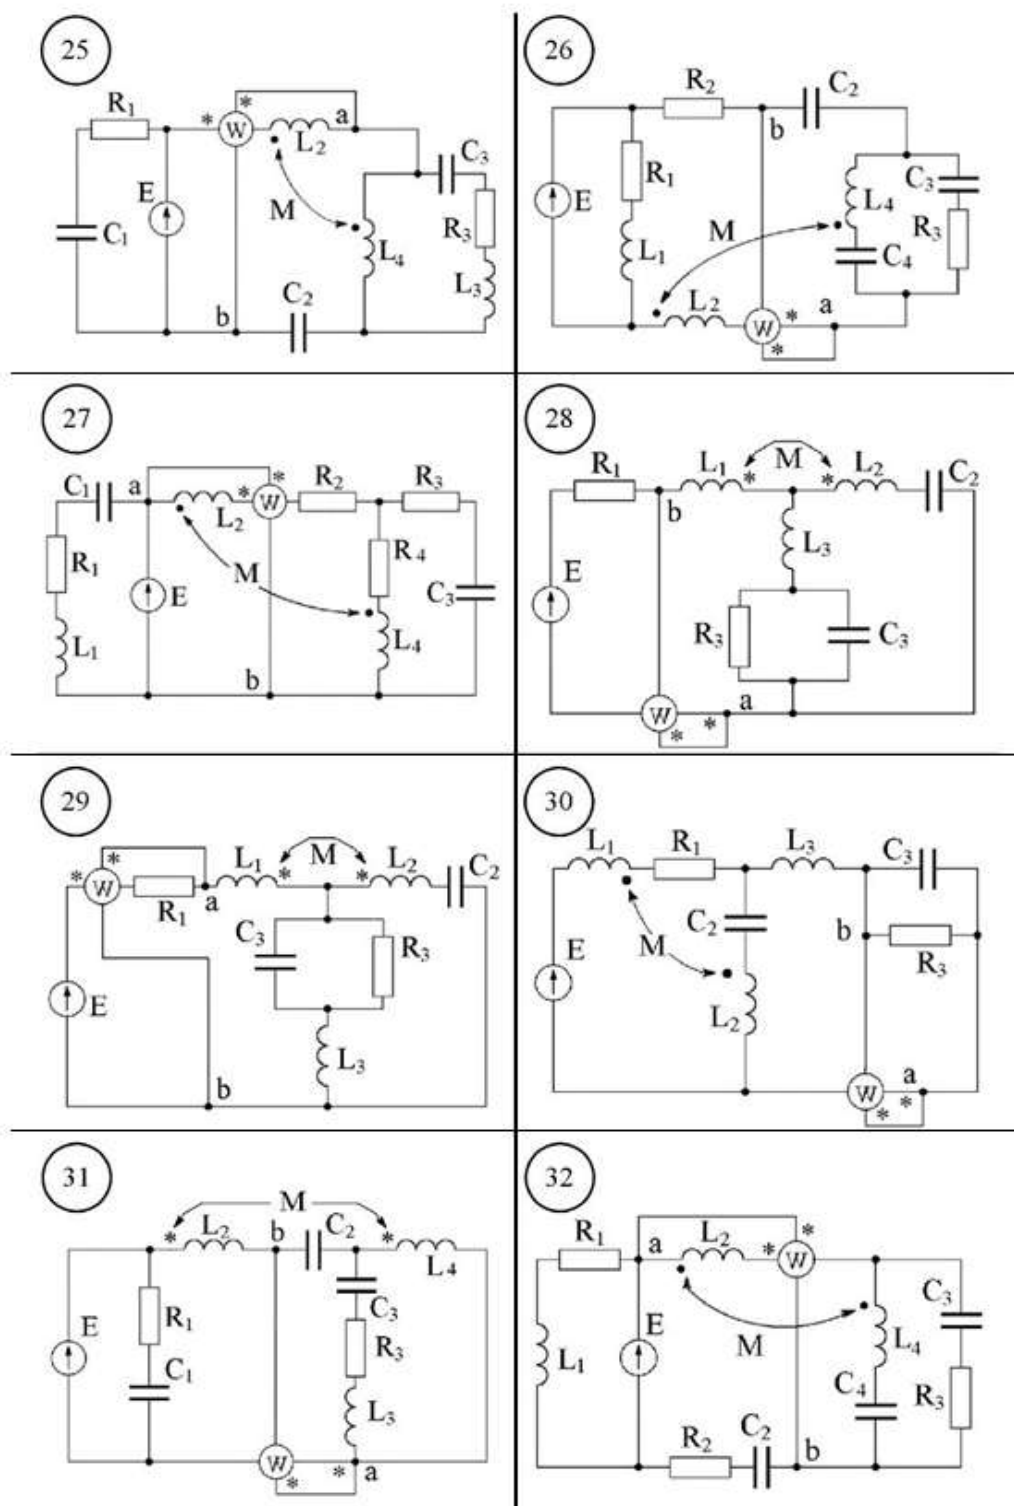 25
R₁
*
*
W
a
L₂
C₃
E
M
R₃
C₁
L₄
L₃
b
C₂
26
R₂
C₂
b
R₁
C₃
E
L₄
R₃
M
L₁
C₄
L₂
a
W
*
*
27
C₁
a
*
R₂
R₃
*
W
L₂
R₁
R₄
M
E
C₃
L₁
L₄
b
28
R₁
L₁
M
L₂
C₂
*
*
b
L₃
E
R₃
C₃
a
W
*
*
29
*
L₁
M
L₂
C₂
*
W
*
*
R₁
a
C₃
R₃
E
L₃
b
30
L₁
R₁
L₃
C₃
C₂
b
M
R₃
E
L₂
a
W
*
*
31
M
*
L₂
b
C₂
*
L₄
C₃
R₁
E
R₃
C₁
L₃
W
*
*
a
32
R₁
a
L₂
*
*
W
C₃
E
M
L₄
L₁
C₄
R₃
R₂
C₂
b